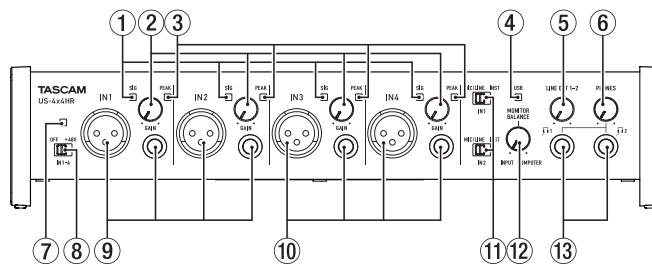 1 2 3 4 5 6
TASCAM
US-4x4HR
SIG PEAK SIG PEAK SIG PEAK SIG PEAK
IN1 IN2 IN3 IN4
GAIN GAIN GAIN GAIN
OFF +48V
IN1-4
MIC/LINE INST
IN1
MIC/LINE INST
IN2
USB
MONITOR
BALANCE
INPUT COMPUTER
LINE OUT 1-2 PHONES
1 2
7 8 9 10 11 12 13